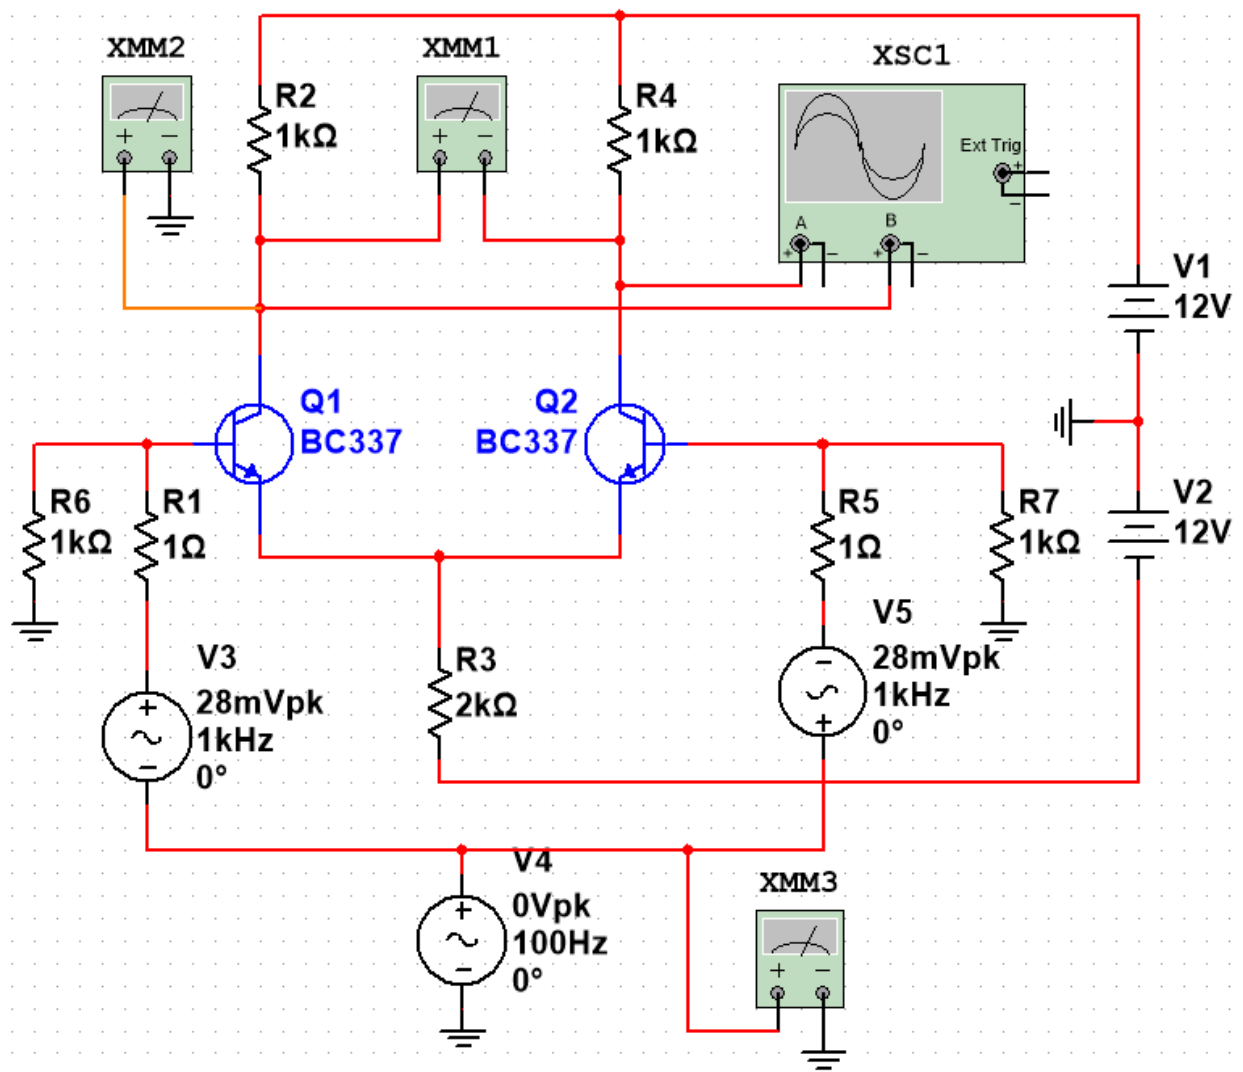 XMM2
XMM1
XSC1
+ −
+ −
R2
1kΩ
R4
1kΩ
Ext Trig
+
−
A
B
+ −
+ −
V1
12V
Q1
BC337
Q2
BC337
R6
1kΩ
R1
1Ω
R5
1Ω
R7
1kΩ
V2
12V
V3
28mVpk
1kHz
0°
+
−
R3
2kΩ
V5
28mVpk
1kHz
0°
−
+
V4
0Vpk
100Hz
0°
+
−
XMM3
+ −